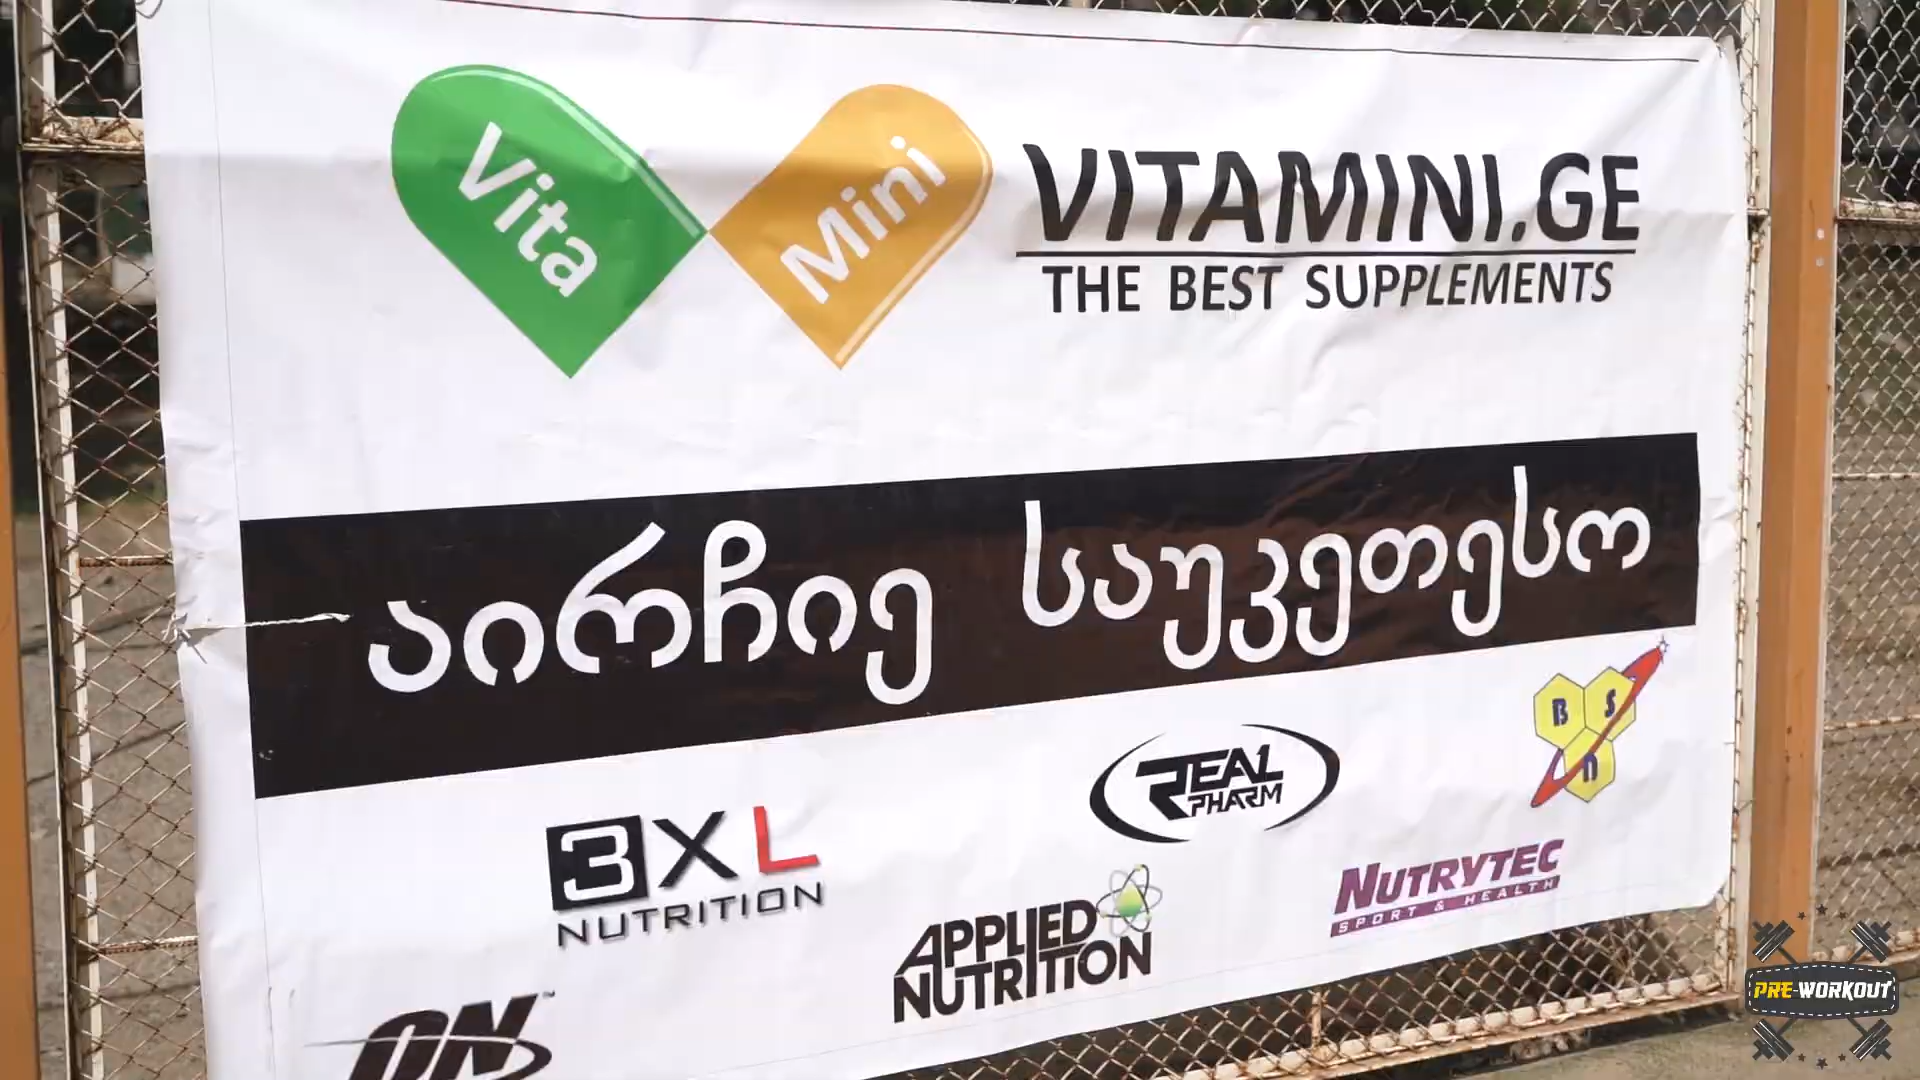 Vita Mini
VITAMINI.GE
THE BEST SUPPLEMENTS
აირჩიე საუკეთესო
REAL
PHARM
BSn
3XL
NUTRITION
APPLIED
NUTRITION
NUTRYTEC
SPORT & HEALTH
ON™
PRE-WORKOUT